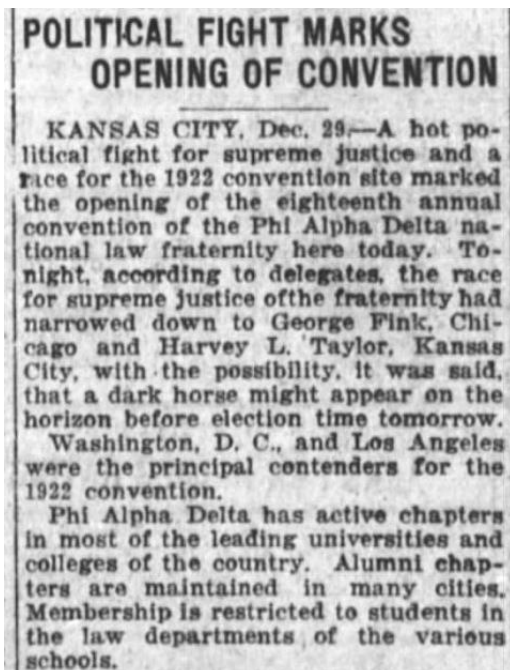 POLITICAL FIGHT MARKS
OPENING OF CONVENTION
KANSAS CITY, Dec. 29.—A hot po-
litical fight for supreme justice and a
race for the 1922 convention site marked
the opening of the eighteenth annual
convention of the Phi Alpha Delta na-
tional law fraternity here today. To-
night, according to delegates, the race
for supreme justice ofthe fraternity had
narrowed down to George Fink, Chi-
cago and Harvey L. Taylor, Kansas
City, with the possibility, it was said,
that a dark horse might appear on the
horizon before election time tomorrow.
Washington, D. C., and Los Angeles
were the principal contenders for the
1922 convention.
Phi Alpha Delta has active chapters
in most of the leading universities and
colleges of the country. Alumni chap-
ters are maintained in many cities.
Membership is restricted to students in
the law departments of the various
schools.